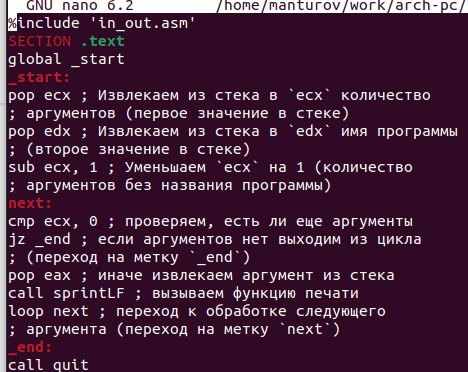 GNU nano 6.2 /home/manturov/work/arch-pc/
%include 'in_out.asm'
SECTION .text
global _start
_start:
pop ecx ; Извлекаем из стека в `ecx` количество
; аргументов (первое значение в стеке)
pop edx ; Извлекаем из стека в `edx` имя программы
; (второе значение в стеке)
sub ecx, 1 ; Уменьшаем `ecx` на 1 (количество
; аргументов без названия программы)
next:
cmp ecx, 0 ; проверяем, есть ли еще аргументы
jz _end ; если аргументов нет выходим из цикла
; (переход на метку `_end`)
pop eax ; иначе извлекаем аргумент из стека
call sprintLF ; вызываем функцию печати
loop next ; переход к обработке следующего
; аргумента (переход на метку `next`)
_end:
call quit